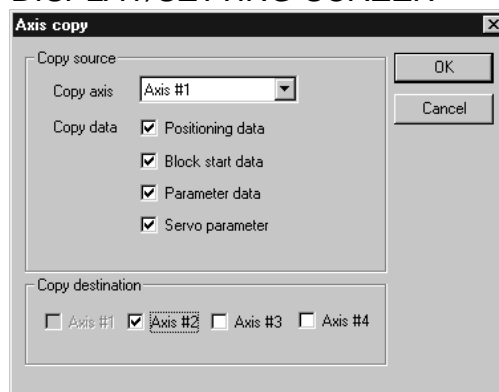 DISPLAY/SETTING SCREEN
Axis copy
Copy source
Copy axis Axis #1
Copy data Positioning data
Block start data
Parameter data
Servo parameter
OK
Cancel
Copy destination
Axis #1 Axis #2 Axis #3 Axis #4